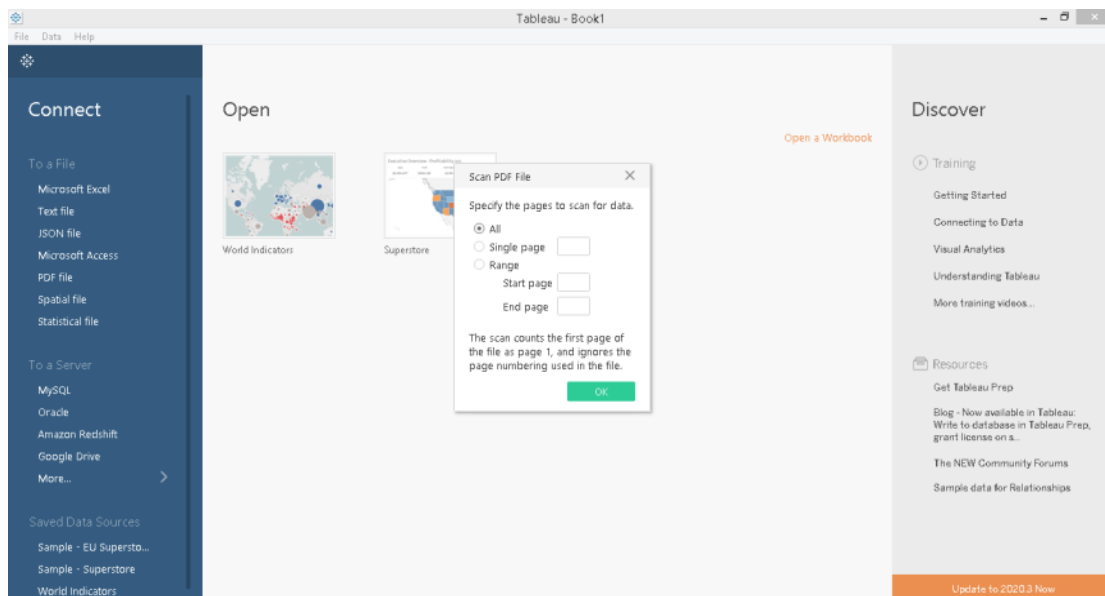 Tableau - Book1
File Data Help
Connect
To a File
Microsoft Excel
Text file
JSON file
Microsoft Access
PDF file
Spatial file
Statistical file
To a Server
MySQL
Oracle
Amazon Redshift
Google Drive
More...
Saved Data Sources
Sample - EU Supersto...
Sample - Superstore
World Indicators
Open
Open a Workbook
World Indicators
Superstore
Scan PDF File
Specify the pages to scan for data.
All
Single page
Range
Start page
End page
The scan counts the first page of
the file as page 1, and ignores the
page numbering used in the file.
OK
Discover
Training
Getting Started
Connecting to Data
Visual Analytics
Understanding Tableau
More training videos...
Resources
Get Tableau Prep
Blog - Now available in Tableau:
Write to database in Tableau Prep,
grant license on s...
The NEW Community Forums
Sample data for Relationships
Update to 2020.3 Now